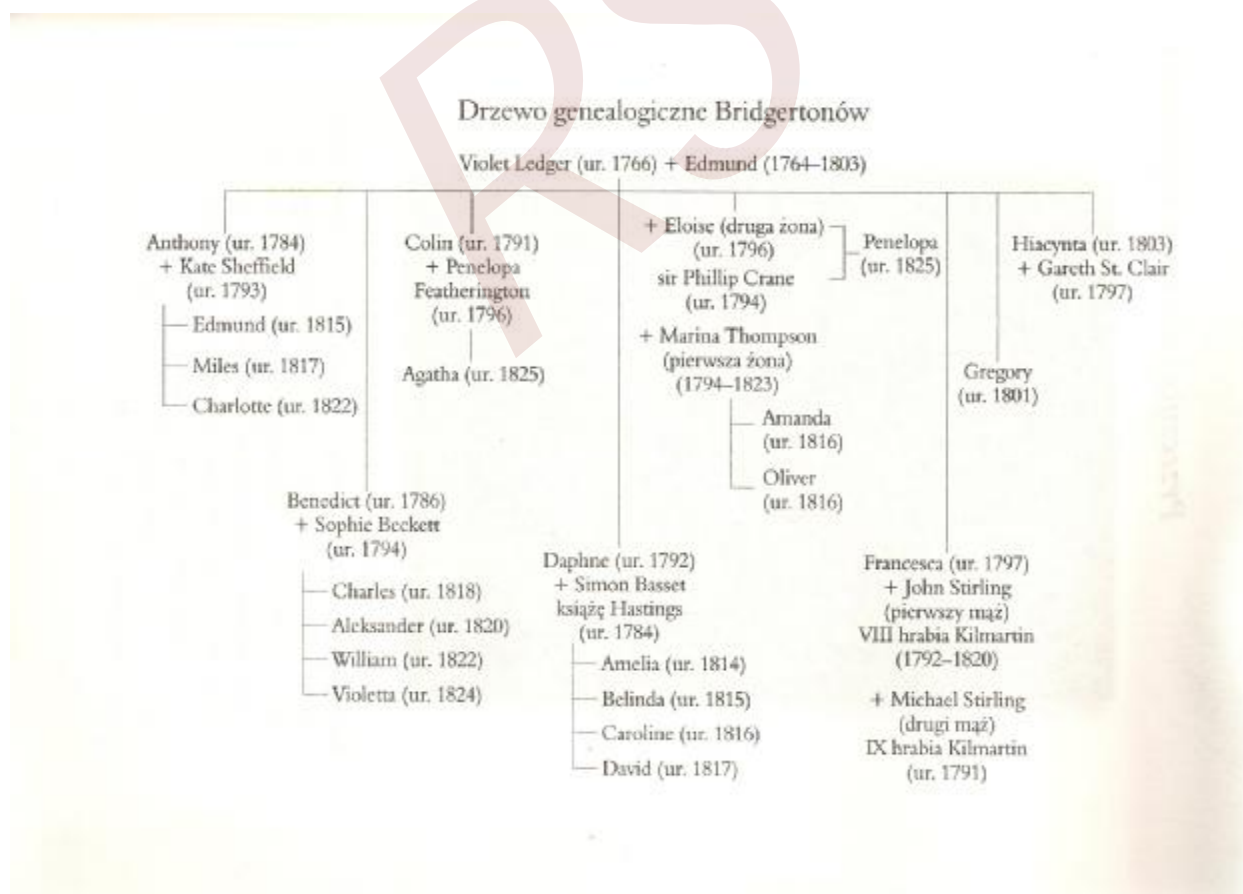 Drzewo genealogiczne Bridgertonów
Violet Ledger (ur. 1766) + Edmund (1764–1803)
Anthony (ur. 1784)
+ Kate Sheffield
(ur. 1793)
Edmund (ur. 1815)
Miles (ur. 1817)
Charlotte (ur. 1822)
Benedict (ur. 1786)
+ Sophie Beckett
(ur. 1794)
Charles (ur. 1818)
Aleksander (ur. 1820)
William (ur. 1822)
Violetta (ur. 1824)
Colin (ur. 1791)
+ Penelopa
Featherington
(ur. 1796)
Agatha (ur. 1825)
Daphne (ur. 1792)
+ Simon Basset
książę Hastings
(ur. 1784)
Amelia (ur. 1814)
Belinda (ur. 1815)
Caroline (ur. 1816)
David (ur. 1817)
+ Eloise (druga żona)
(ur. 1796)
sir Phillip Crane
(ur. 1794)
+ Marina Thompson
(pierwsza żona)
(1794–1823)
Penelopa
(ur. 1825)
Amanda
(ur. 1816)
Oliver
(ur. 1816)
Francesca (ur. 1797)
+ John Stirling
(pierwszy mąż)
VIII hrabia Kilmartin
(1792–1820)
+ Michael Stirling
(drugi mąż)
IX hrabia Kilmartin
(ur. 1791)
Gregory
(ur. 1801)
Hiacynta (ur. 1803)
+ Gareth St. Clair
(ur. 1797)
RS